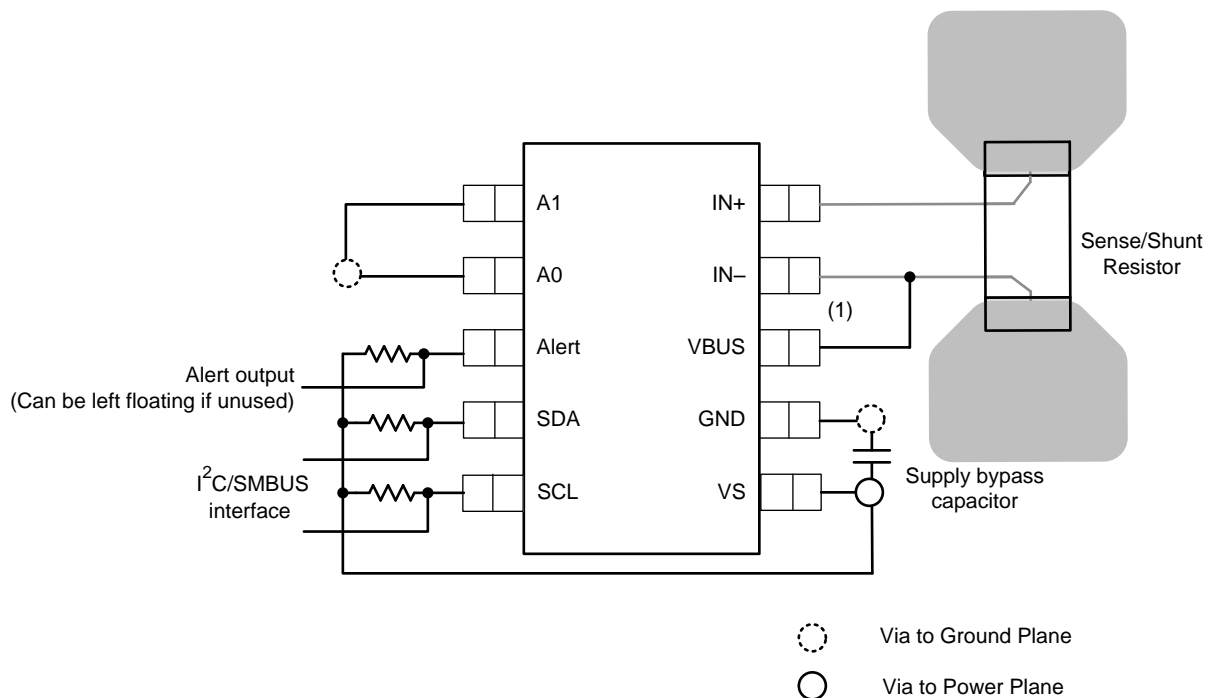 A1
A0
Alert
SDA
SCL
IN+
IN–
VBUS
GND
VS
(1)
Alert output
(Can be left floating if unused)
I²C/SMBUS
interface
Sense/Shunt
Resistor
Supply bypass
capacitor
Via to Ground Plane
Via to Power Plane